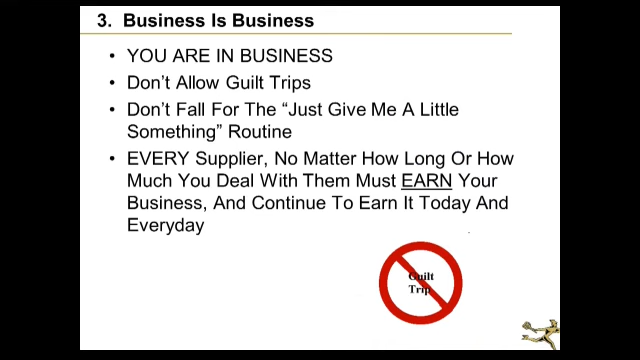 3. Business Is Business
• YOU ARE IN BUSINESS
• Don't Allow Guilt Trips
• Don't Fall For The “Just Give Me A Little
Something” Routine
• EVERY Supplier, No Matter How Long Or How
Much You Deal With Them Must EARN Your
Business, And Continue To Earn It Today And
Everyday
Guilt
Trip